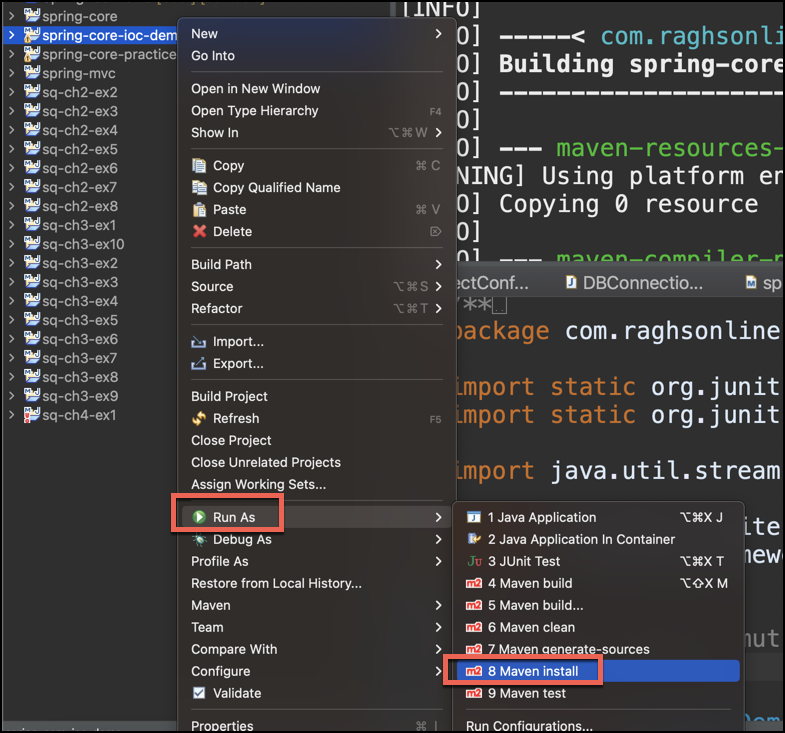 spring-core
spring-core-ioc-dem
spring-core-practice
spring-mvc
sq-ch2-ex2
sq-ch2-ex3
sq-ch2-ex4
sq-ch2-ex5
sq-ch2-ex6
sq-ch2-ex7
sq-ch2-ex8
sq-ch3-ex1
sq-ch3-ex10
sq-ch3-ex2
sq-ch3-ex3
sq-ch3-ex4
sq-ch3-ex5
sq-ch3-ex6
sq-ch3-ex7
sq-ch3-ex8
sq-ch3-ex9
sq-ch4-ex1
New
Go Into
Open in New Window
Open Type Hierarchy F4
Show In ⌥⌘W
Copy ⌘C
Copy Qualified Name
Paste ⌘V
Delete ⌦
Build Path
Source ⌥⌘S
Refactor ⌥⌘T
Import...
Export...
Build Project
Refresh F5
Close Project
Close Unrelated Projects
Assign Working Sets...
Run As
Debug As
Profile As
Restore from Local History...
Maven
Team
Compare With
Configure
Validate
Properties ⌘I
1 Java Application ⌥⌘X J
2 Java Application In Container
Ju 3 JUnit Test ⌥⌘X T
m2 4 Maven build ⌥⇧X M
m2 5 Maven build...
m2 6 Maven clean
m2 7 Maven generate-sources
m2 8 Maven install
m2 9 Maven test
Run Configurations...
[INFO]
O] -----< com.raghsonli
O] Building spring-core
O] ----------------------
O]
O] --- maven-resources-
NING] Using platform en
O] Copying 0 resource
O]
O] --- maven-compiler-p
ectConf... DBConnection... sp
/**
package com.raghsonline
import static org.junit
import static org.junit
import java.util.stream